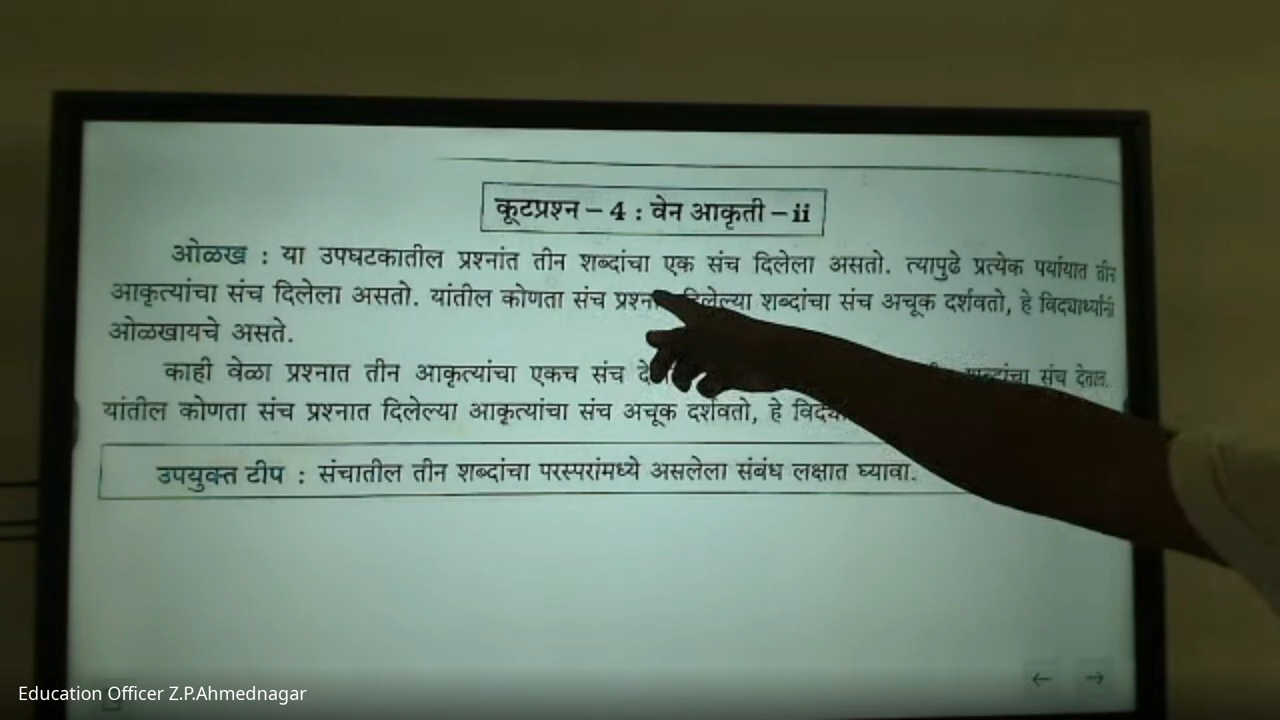 कूटप्रश्न – 4 : वेन आकृती – ii
ओळख : या उपघटकातील प्रश्नांत तीन शब्दांचा एक संच दिलेला असतो. त्यापुढे प्रत्येक पर्यायात तीन
आकृत्यांचा संच दिलेला असतो. यांतील कोणता संच दिलेल्या शब्दांचा संच अचूक दर्शवतो, हे विद्यार्थ्यांनी
ओळखायचे असते.
काही वेळा प्रश्नात तीन आकृत्यांचा एकच संच शब्दांचा संच देतात.
यांतील कोणता संच प्रश्नात दिलेल्या आकृत्यांचा संच अचूक दर्शवतो, हे
उपयुक्त टीप : संचातील तीन शब्दांचा परस्परांमध्ये असलेला संबंध लक्षात घ्यावा.
← →
Education Officer Z.P.Ahmednagar